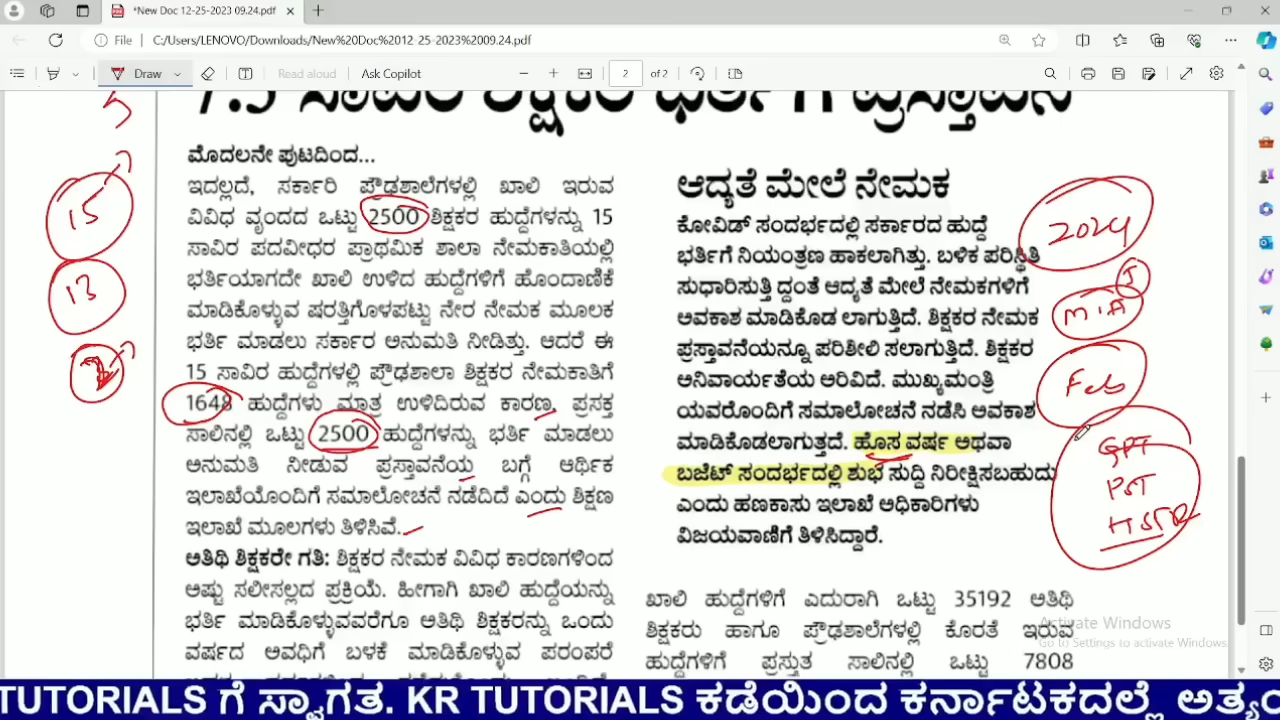 *New Doc 12-25-2023 09.24.pdf
File C:/Users/LENOVO/Downloads/New%20Doc%2012-25-2023%2009.24.pdf
Draw Read aloud Ask Copilot 2 of 2
7.5 ಸಾವಿರ ಶಿಕ್ಷಕರ ಭರ್ತಿಗೆ ಪ್ರಸ್ತಾವನೆ
ಮೊದಲನೇ ಪುಟದಿಂದ...
ಇದಲ್ಲದೆ, ಸರ್ಕಾರಿ ಪ್ರೌಢಶಾಲೆಗಳಲ್ಲಿ ಖಾಲಿ ಇರುವ
ವಿವಿಧ ವೃಂದದ ಒಟ್ಟು 2500 ಶಿಕ್ಷಕರ ಹುದ್ದೆಗಳನ್ನು 15
ಸಾವಿರ ಪದವೀಧರ ಪ್ರಾಥಮಿಕ ಶಾಲಾ ನೇಮಕಾತಿಯಲ್ಲಿ
ಭರ್ತಿಯಾಗದೇ ಖಾಲಿ ಉಳಿದ ಹುದ್ದೆಗಳಿಗೆ ಹೊಂದಾಣಿಕೆ
ಮಾಡಿಕೊಳ್ಳುವ ಷರತ್ತಿಗೊಳಪಟ್ಟು ನೇರ ನೇಮಕ ಮೂಲಕ
ಭರ್ತಿ ಮಾಡಲು ಸರ್ಕಾರ ಅನುಮತಿ ನೀಡಿತ್ತು. ಆದರೆ ಈ
15 ಸಾವಿರ ಹುದ್ದೆಗಳಲ್ಲಿ ಪ್ರೌಢಶಾಲಾ ಶಿಕ್ಷಕರ ನೇಮಕಾತಿಗೆ
1648 ಹುದ್ದೆಗಳು ಮಾತ್ರ ಉಳಿದಿರುವ ಕಾರಣ, ಪ್ರಸಕ್ತ
ಸಾಲಿನಲ್ಲಿ ಒಟ್ಟು 2500 ಹುದ್ದೆಗಳನ್ನು ಭರ್ತಿ ಮಾಡಲು
ಅನುಮತಿ ನೀಡುವ ಪ್ರಸ್ತಾವನೆಯ ಬಗ್ಗೆ ಆರ್ಥಿಕ
ಇಲಾಖೆಯೊಂದಿಗೆ ಸಮಾಲೋಚನೆ ನಡೆದಿದೆ ಎಂದು ಶಿಕ್ಷಣ
ಇಲಾಖೆ ಮೂಲಗಳು ತಿಳಿಸಿವೆ.
ಅತಿಥಿ ಶಿಕ್ಷಕರೇ ಗತಿ: ಶಿಕ್ಷಕರ ನೇಮಕ ವಿವಿಧ ಕಾರಣಗಳಿಂದ
ಅಷ್ಟು ಸಲೀಸಲ್ಲದ ಪ್ರಕ್ರಿಯೆ. ಹೀಗಾಗಿ ಖಾಲಿ ಹುದ್ದೆಯನ್ನು
ಭರ್ತಿ ಮಾಡಿಕೊಳ್ಳುವವರೆಗೂ ಅತಿಥಿ ಶಿಕ್ಷಕರನ್ನು ಒಂದು
ವರ್ಷದ ಅವಧಿಗೆ ಬಳಕೆ ಮಾಡಿಕೊಳ್ಳುವ ಪರಂಪರೆ
ಆದ್ಯತೆ ಮೇಲೆ ನೇಮಕ
ಕೋವಿಡ್ ಸಂದರ್ಭದಲ್ಲಿ ಸರ್ಕಾರದ ಹುದ್ದೆ
ಭರ್ತಿಗೆ ನಿಯಂತ್ರಣ ಹಾಕಲಾಗಿತ್ತು. ಬಳಿಕ ಪರಿಸ್ಥಿತಿ
ಸುಧಾರಿಸುತ್ತಿ ದ್ದಂತೆ ಆದ್ಯತೆ ಮೇಲೆ ನೇಮಕಗಳಿಗೆ
ಅವಕಾಶ ಮಾಡಿಕೊಡ ಲಾಗುತ್ತಿದೆ. ಶಿಕ್ಷಕರ ನೇಮಕ
ಪ್ರಸ್ತಾವನೆಯನ್ನೂ ಪರಿಶೀಲಿ ಸಲಾಗುತ್ತಿದೆ. ಶಿಕ್ಷಕರ
ಅನಿವಾರ್ಯತೆಯ ಅರಿವಿದೆ. ಮುಖ್ಯಮಂತ್ರಿ
ಯವರೊಂದಿಗೆ ಸಮಾಲೋಚನೆ ನಡೆಸಿ ಅವಕಾಶ
ಮಾಡಿಕೊಡಲಾಗುತ್ತದೆ. ಹೊಸ ವರ್ಷ ಅಥವಾ
ಬಜೆಟ್ ಸಂದರ್ಭದಲ್ಲಿ ಶುಭ ಸುದ್ದಿ ನಿರೀಕ್ಷಿಸಬಹುದು
ಎಂದು ಹಣಕಾಸು ಇಲಾಖೆ ಅಧಿಕಾರಿಗಳು
ವಿಜಯವಾಣಿಗೆ ತಿಳಿಸಿದ್ದಾರೆ.
ಖಾಲಿ ಹುದ್ದೆಗಳಿಗೆ ಎದುರಾಗಿ ಒಟ್ಟು 35192 ಅತಿಥಿ
ಶಿಕ್ಷಕರು ಹಾಗೂ ಪ್ರೌಢಶಾಲೆಗಳಲ್ಲಿ ಕೊರತೆ ಇರುವ
ಹುದ್ದೆಗಳಿಗೆ ಪ್ರಸ್ತುತ ಸಾಲಿನಲ್ಲಿ ಒಟ್ಟು 7808
15
13
2024
M.A
J
Feb
GPT
PST
HSTR
Activate Windows
Go to Settings to activate Windows.
TUTORIALS ಗೆ ಸ್ವಾಗತ. KR TUTORIALS ಕಡೆಯಿಂದ ಕರ್ನಾಟಕದಲ್ಲೆ